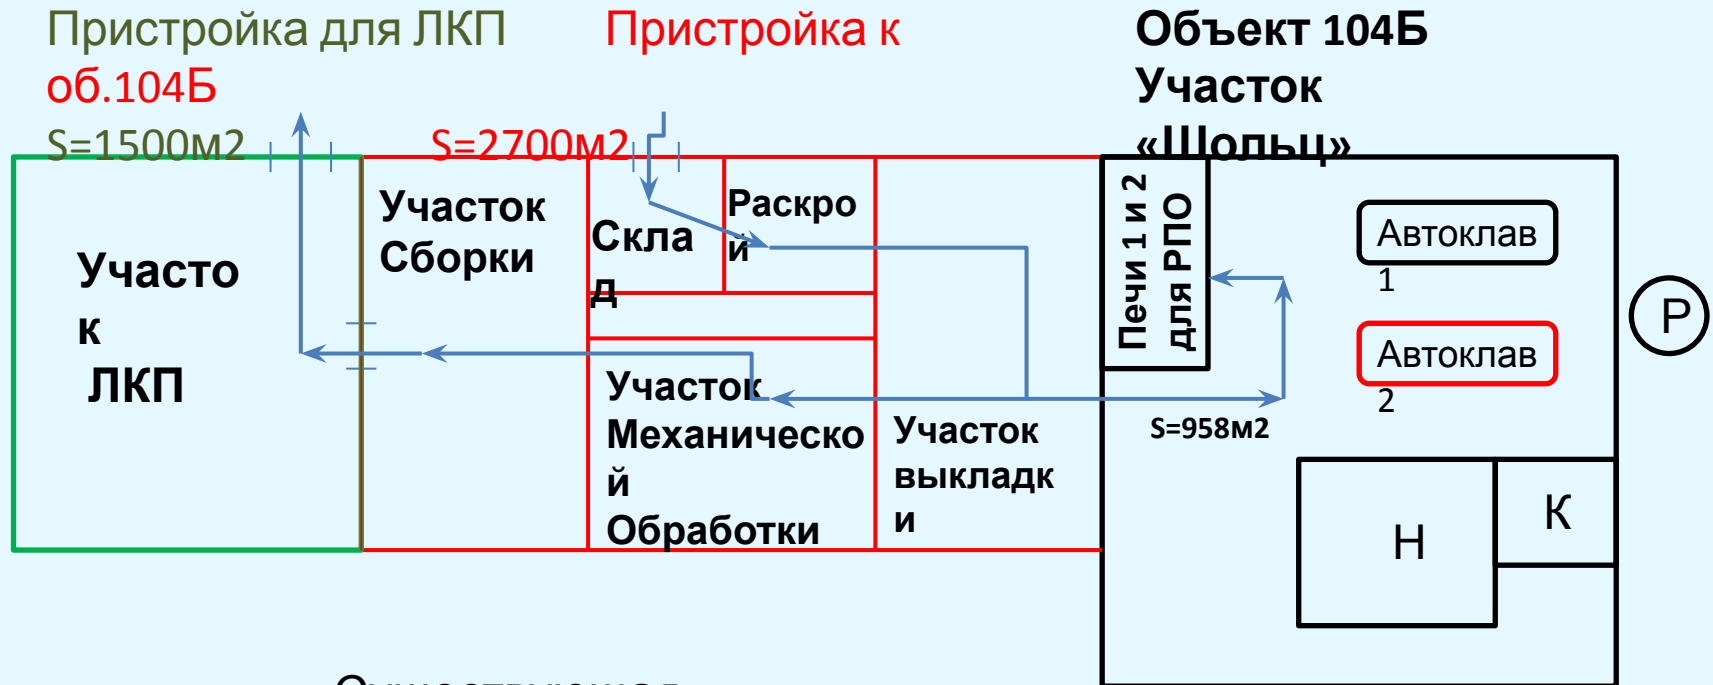 Пристройка для ЛКП Пристройка к
об.104Б
S=1500м2 S=2700м2
Объект 104Б
Участок
«Шольц»
Участо
к
ЛКП
Участок
Сборки
Скла
д
Раскро
й
Печи 1 и 2
для РПО
Автоклав
1
Автоклав
2
Р
Участок
Механическо
й
Обработки
Участок
выкладк
и
S=958м2
Н
К
Существующая